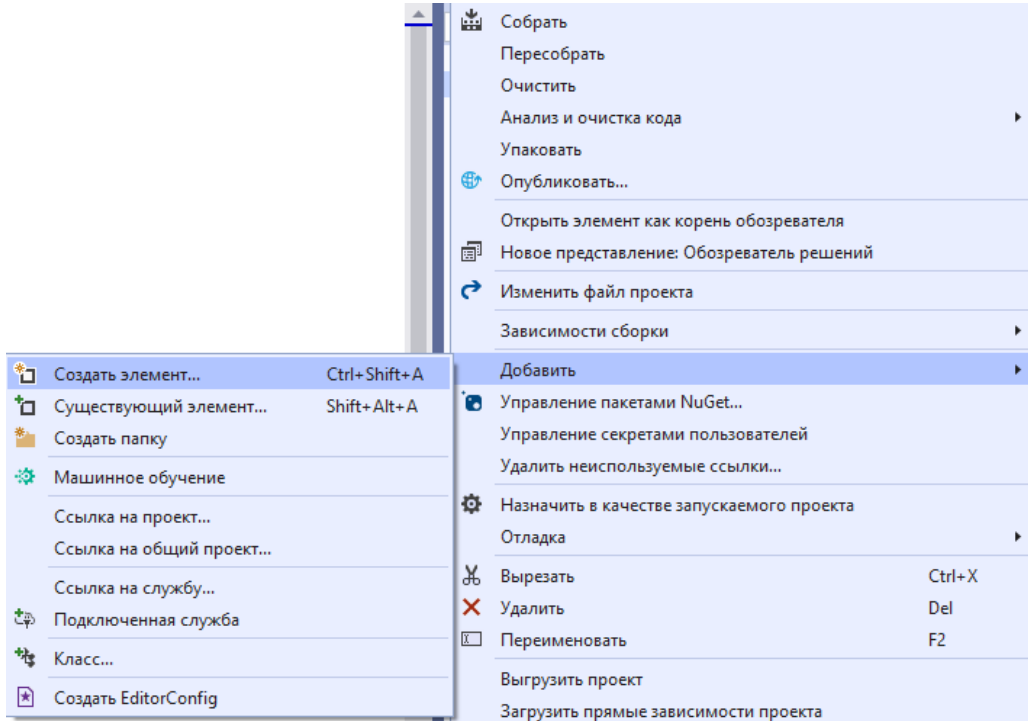 Собрать
Пересобрать
Очистить
Анализ и очистка кода
Упаковать
Опубликовать...
Открыть элемент как корень обозревателя
Новое представление: Обозреватель решений
Изменить файл проекта
Зависимости сборки
Добавить
Управление пакетами NuGet...
Управление секретами пользователей
Удалить неиспользуемые ссылки...
Назначить в качестве запускаемого проекта
Отладка
Вырезать Ctrl+X
Удалить Del
Переименовать F2
Выгрузить проект
Загрузить прямые зависимости проекта
Создать элемент... Ctrl+Shift+A
Существующий элемент... Shift+Alt+A
Создать папку
Машинное обучение
Ссылка на проект...
Ссылка на общий проект...
Ссылка на службу...
Подключенная служба
Класс...
Создать EditorConfig